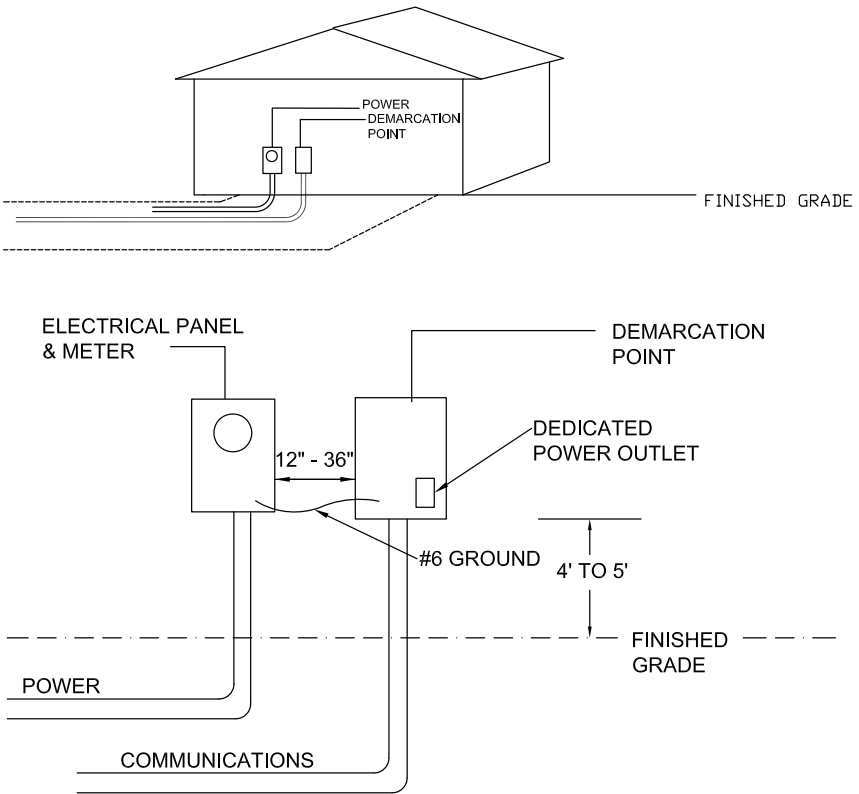 POWER
DEMARCATION
POINT
FINISHED GRADE
ELECTRICAL PANEL
& METER
DEMARCATION
POINT
DEDICATED
POWER OUTLET
12" - 36"
#6 GROUND
4' TO 5'
FINISHED
GRADE
POWER
COMMUNICATIONS